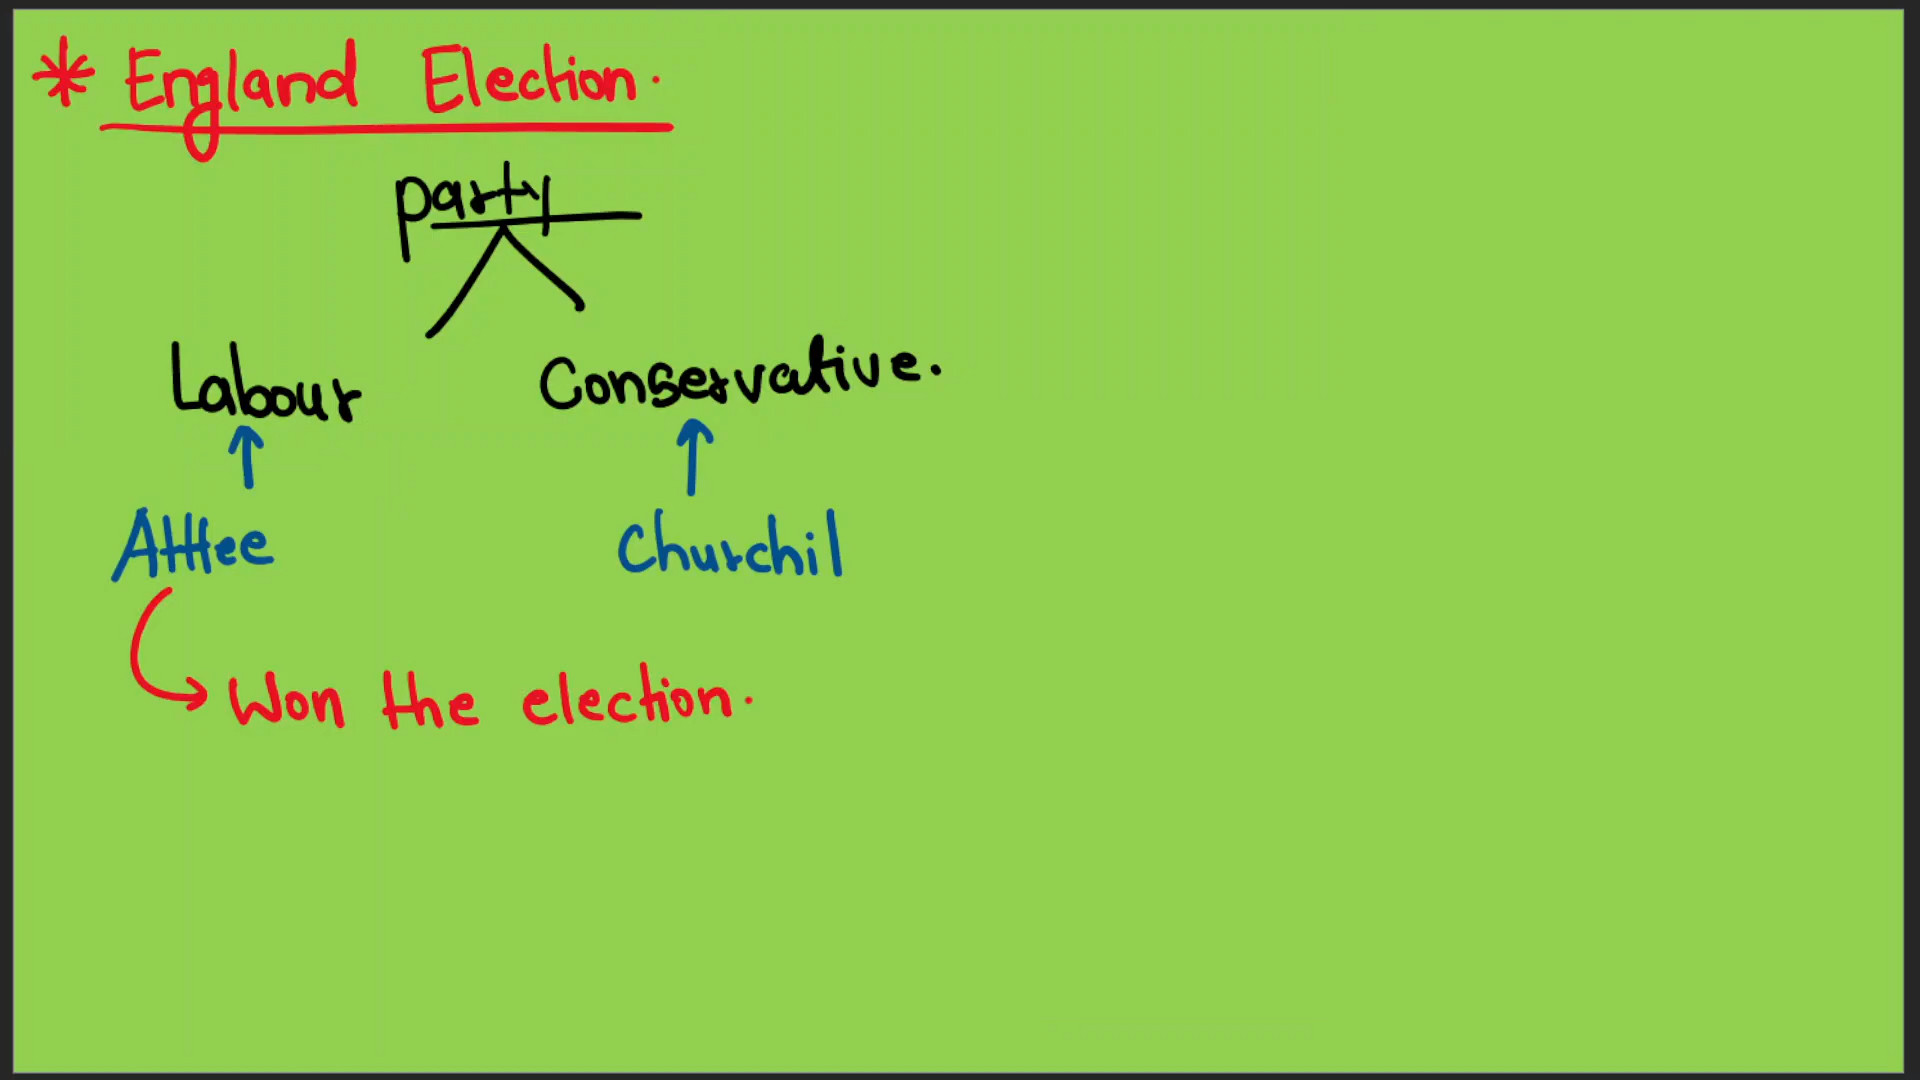 * England Election.
party
Labour Conservative.
Attlee Churchil
Won the election.